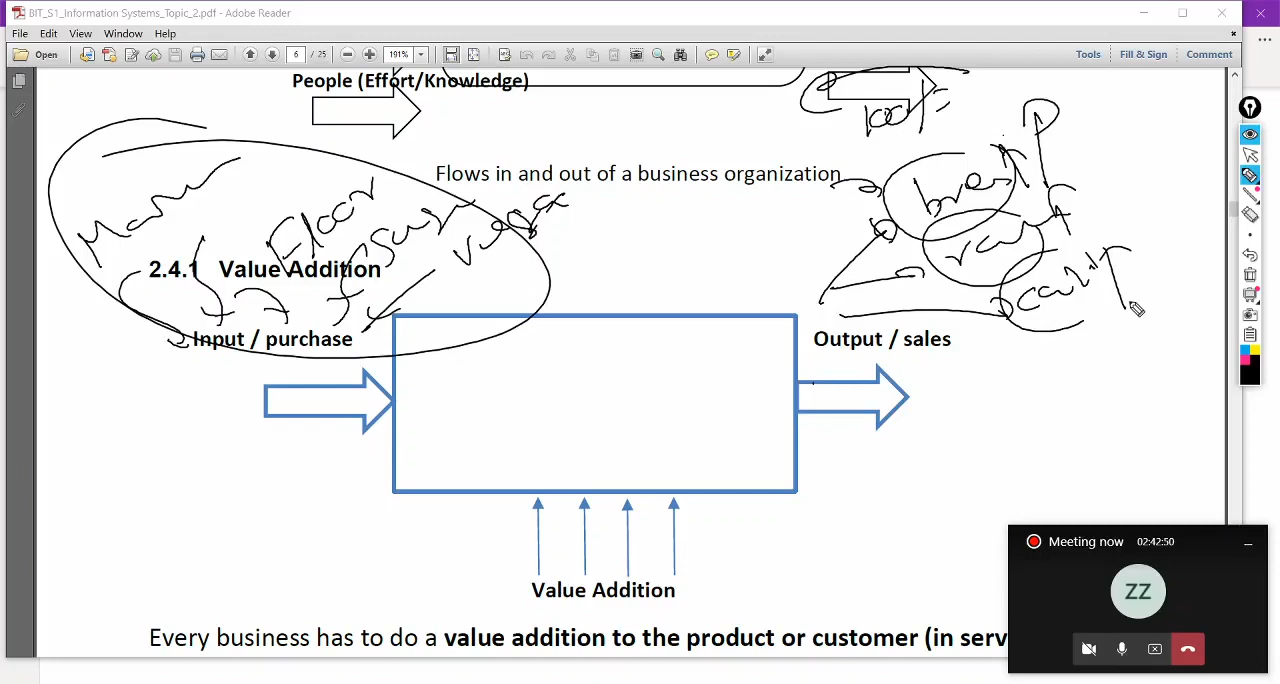 BIT_S1_Information Systems_Topic_2.pdf - Adobe Reader
File Edit View Window Help
Open 6 / 25 191% Tools Fill & Sign Comment
People (Effort/Knowledge)
Flows in and out of a business organization
Flood
2.4.1 Value Addition
Input / purchase
Output / sales
Value Addition
Every business has to do a value addition to the product or customer (in serv
Meeting now 02:42:50
ZZ